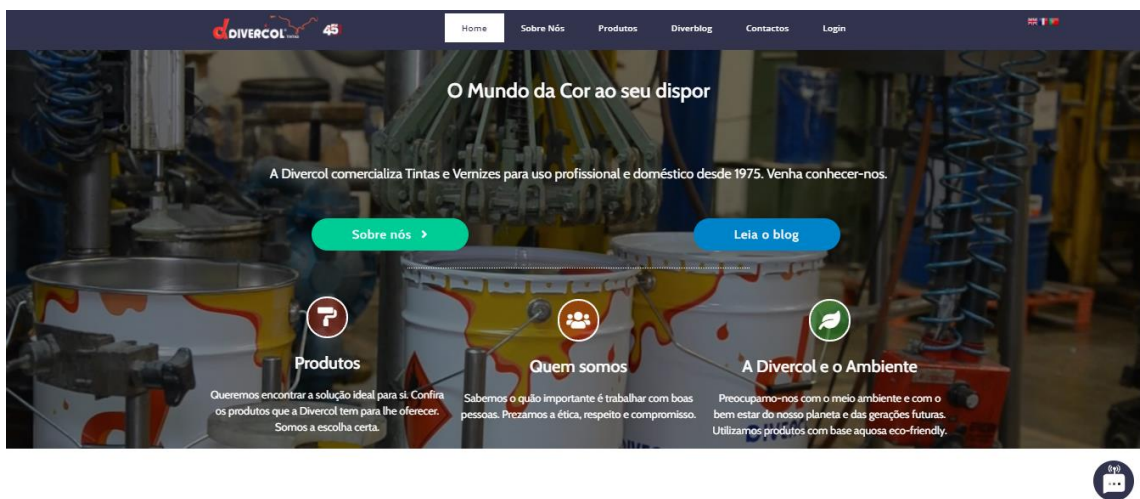 DIVERCOL 45
Tintas
Home Sobre Nós Produtos Diverblog Contactos Login
O Mundo da Cor ao seu dispor
A Divercol comercializa Tintas e Vernizes para uso profissional e doméstico desde 1975. Venha conhecer-nos.
Sobre nós Leia o blog
Produtos
Queremos encontrar a solução ideal para si. Confira
os produtos que a Divercol tem para lhe oferecer.
Somos a escolha certa.
Quem somos
Sabemos o quão importante é trabalhar com boas
pessoas. Prezamos a ética, respeito e compromisso.
A Divercol e o Ambiente
Preocupamo-nos com o meio ambiente e com o
bem estar do nosso planeta e das gerações futuras.
Utilizamos produtos com base aquosa eco-friendly.